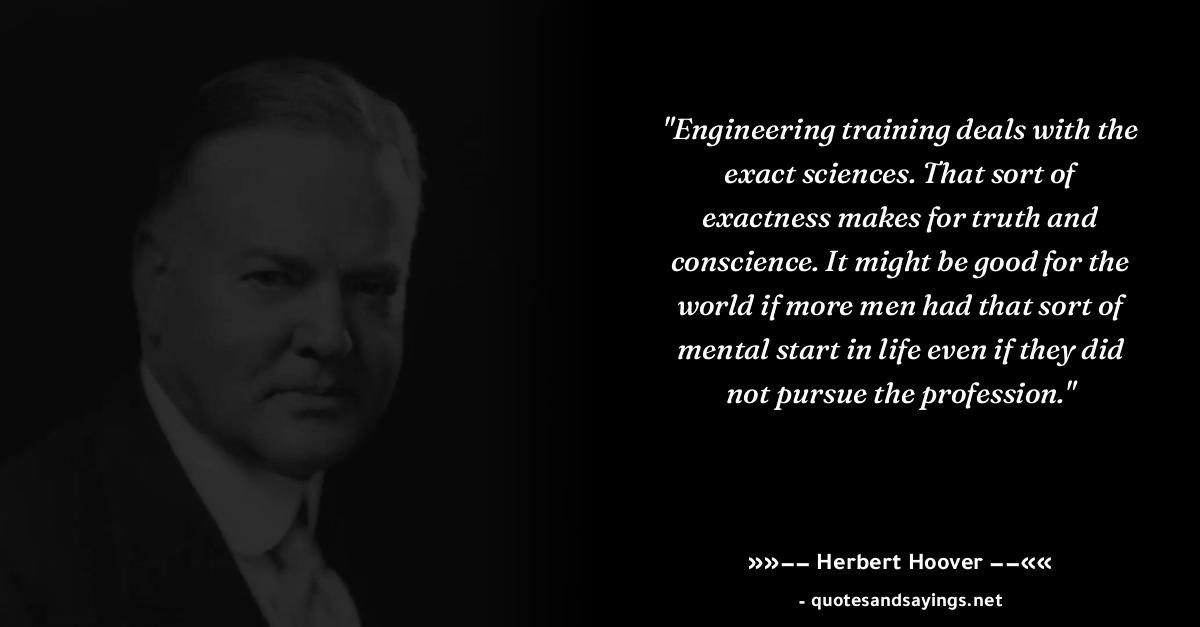 "Engineering training deals with the
exact sciences. That sort of
exactness makes for truth and
conscience. It might be good for the
world if more men had that sort of
mental start in life even if they did
not pursue the profession."
»»–– Herbert Hoover ––««
- quotesandsayings.net